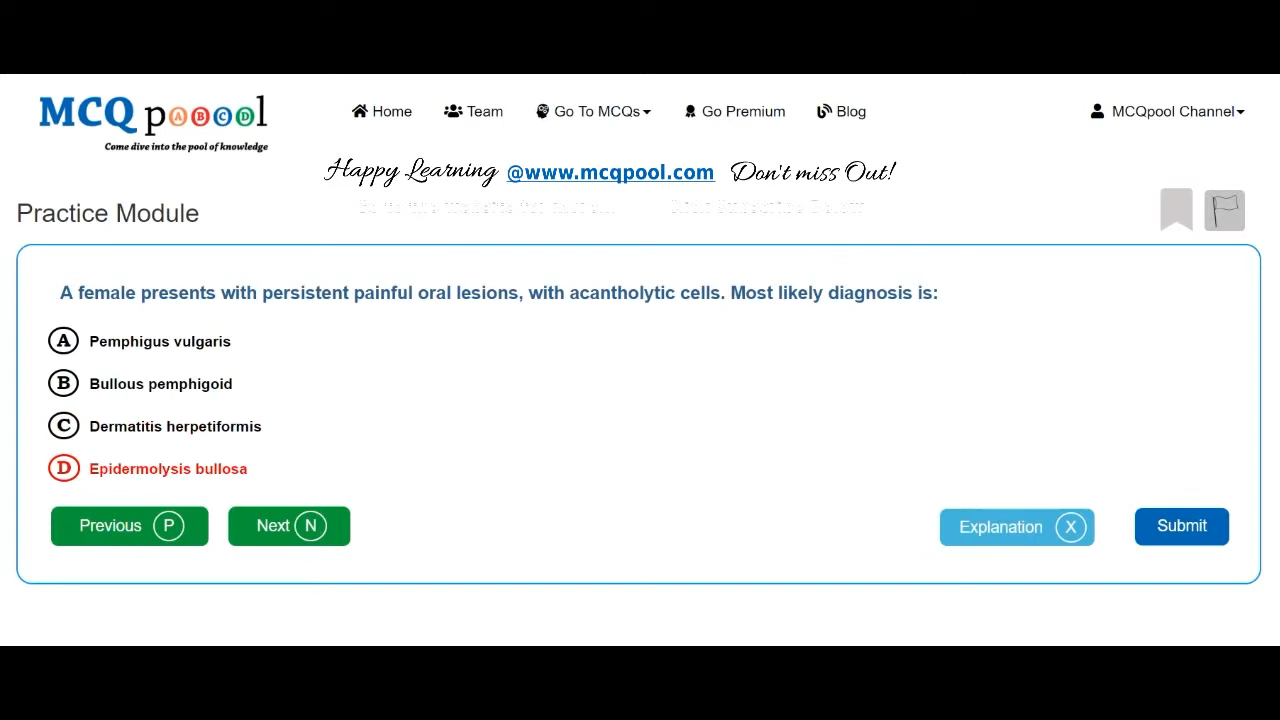 MCQ pooool
Come dive into the pool of knowledge
Home Team Go To MCQs Go Premium Blog MCQpool Channel
Happy Learning @www.mcqpool.com Don't miss Out!
Practice Module
A female presents with persistent painful oral lesions, with acantholytic cells. Most likely diagnosis is:
A Pemphigus vulgaris
B Bullous pemphigoid
C Dermatitis herpetiformis
D Epidermolysis bullosa
Previous P Next N Explanation X Submit